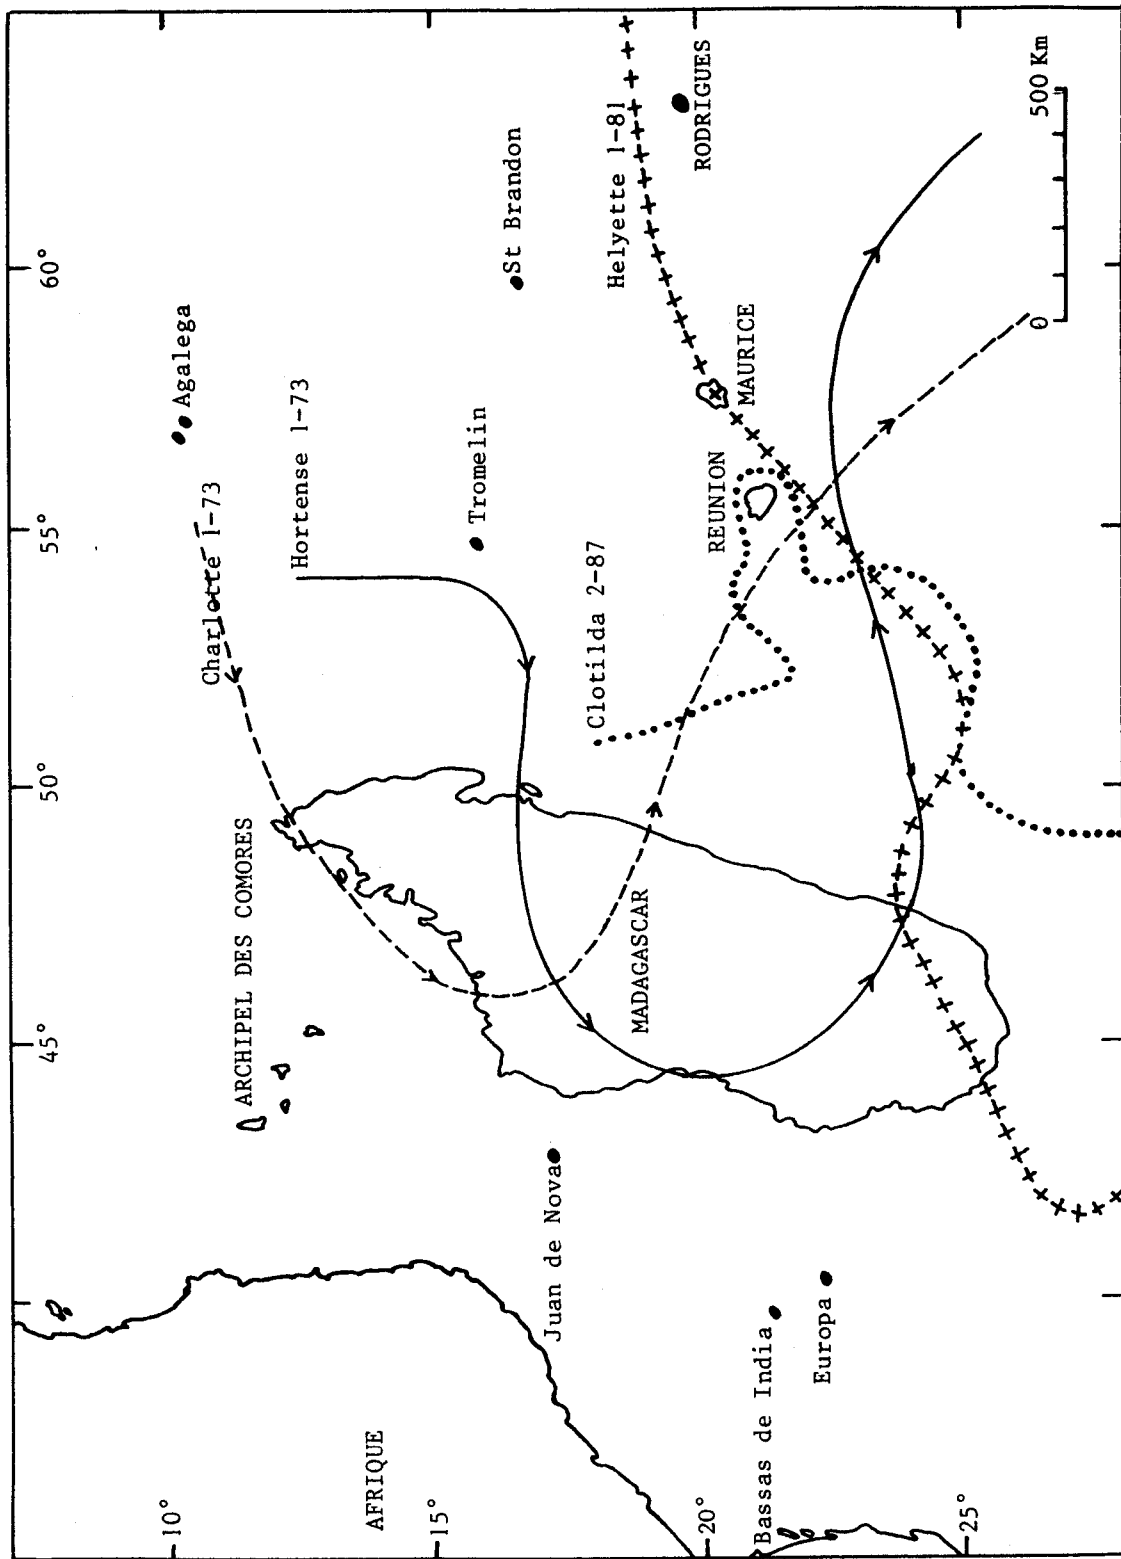 45°
50°
55°
60°
10°
15°
20°
25°
ARCHIPEL DES COMORES
Agalega
Charlotte 1-73
Hortense 1-73
Tromelin
St Brandon
AFRIQUE
Juan de Nova
MADAGASCAR
Clotilda 2-87
Helyette 1-81
REUNION
MAURICE
RODRIGUES
Bassas de India
Europa
0 500 Km